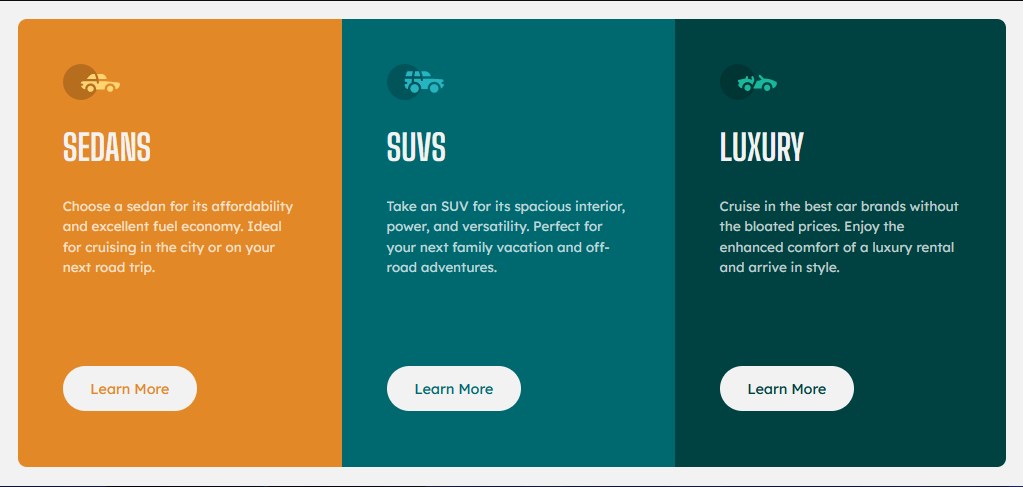 SEDANS
Choose a sedan for its affordability
and excellent fuel economy. Ideal
for cruising in the city or on your
next road trip.
Learn More
SUVS
Take an SUV for its spacious interior,
power, and versatility. Perfect for
your next family vacation and off-
road adventures.
Learn More
LUXURY
Cruise in the best car brands without
the bloated prices. Enjoy the
enhanced comfort of a luxury rental
and arrive in style.
Learn More